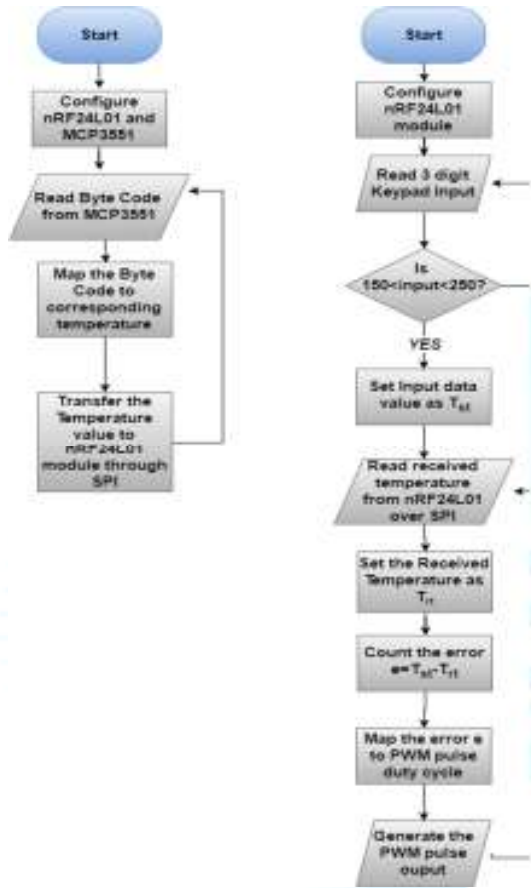 Start
Configure
nRF24L01 and
MCP3551
Read Byte Code
from MCP3551
Map the Byte
Code to
corresponding
temperature
Transfer the
Temperature
value to
nRF24L01
module through
SPI
Start
Configure
nRF24L01
module
Read 3 digit
Keypad Input
Is
150<input<250?
YES
Set Input data
value as Tst
Read received
temperature
from nRF24L01
over SPI
Set the Received
Temperature as
Trt
Count the error
e=Tst-Trt
Map the error e
to PWM pulse
duty cycle
Generate the
PWM pulse
ouput